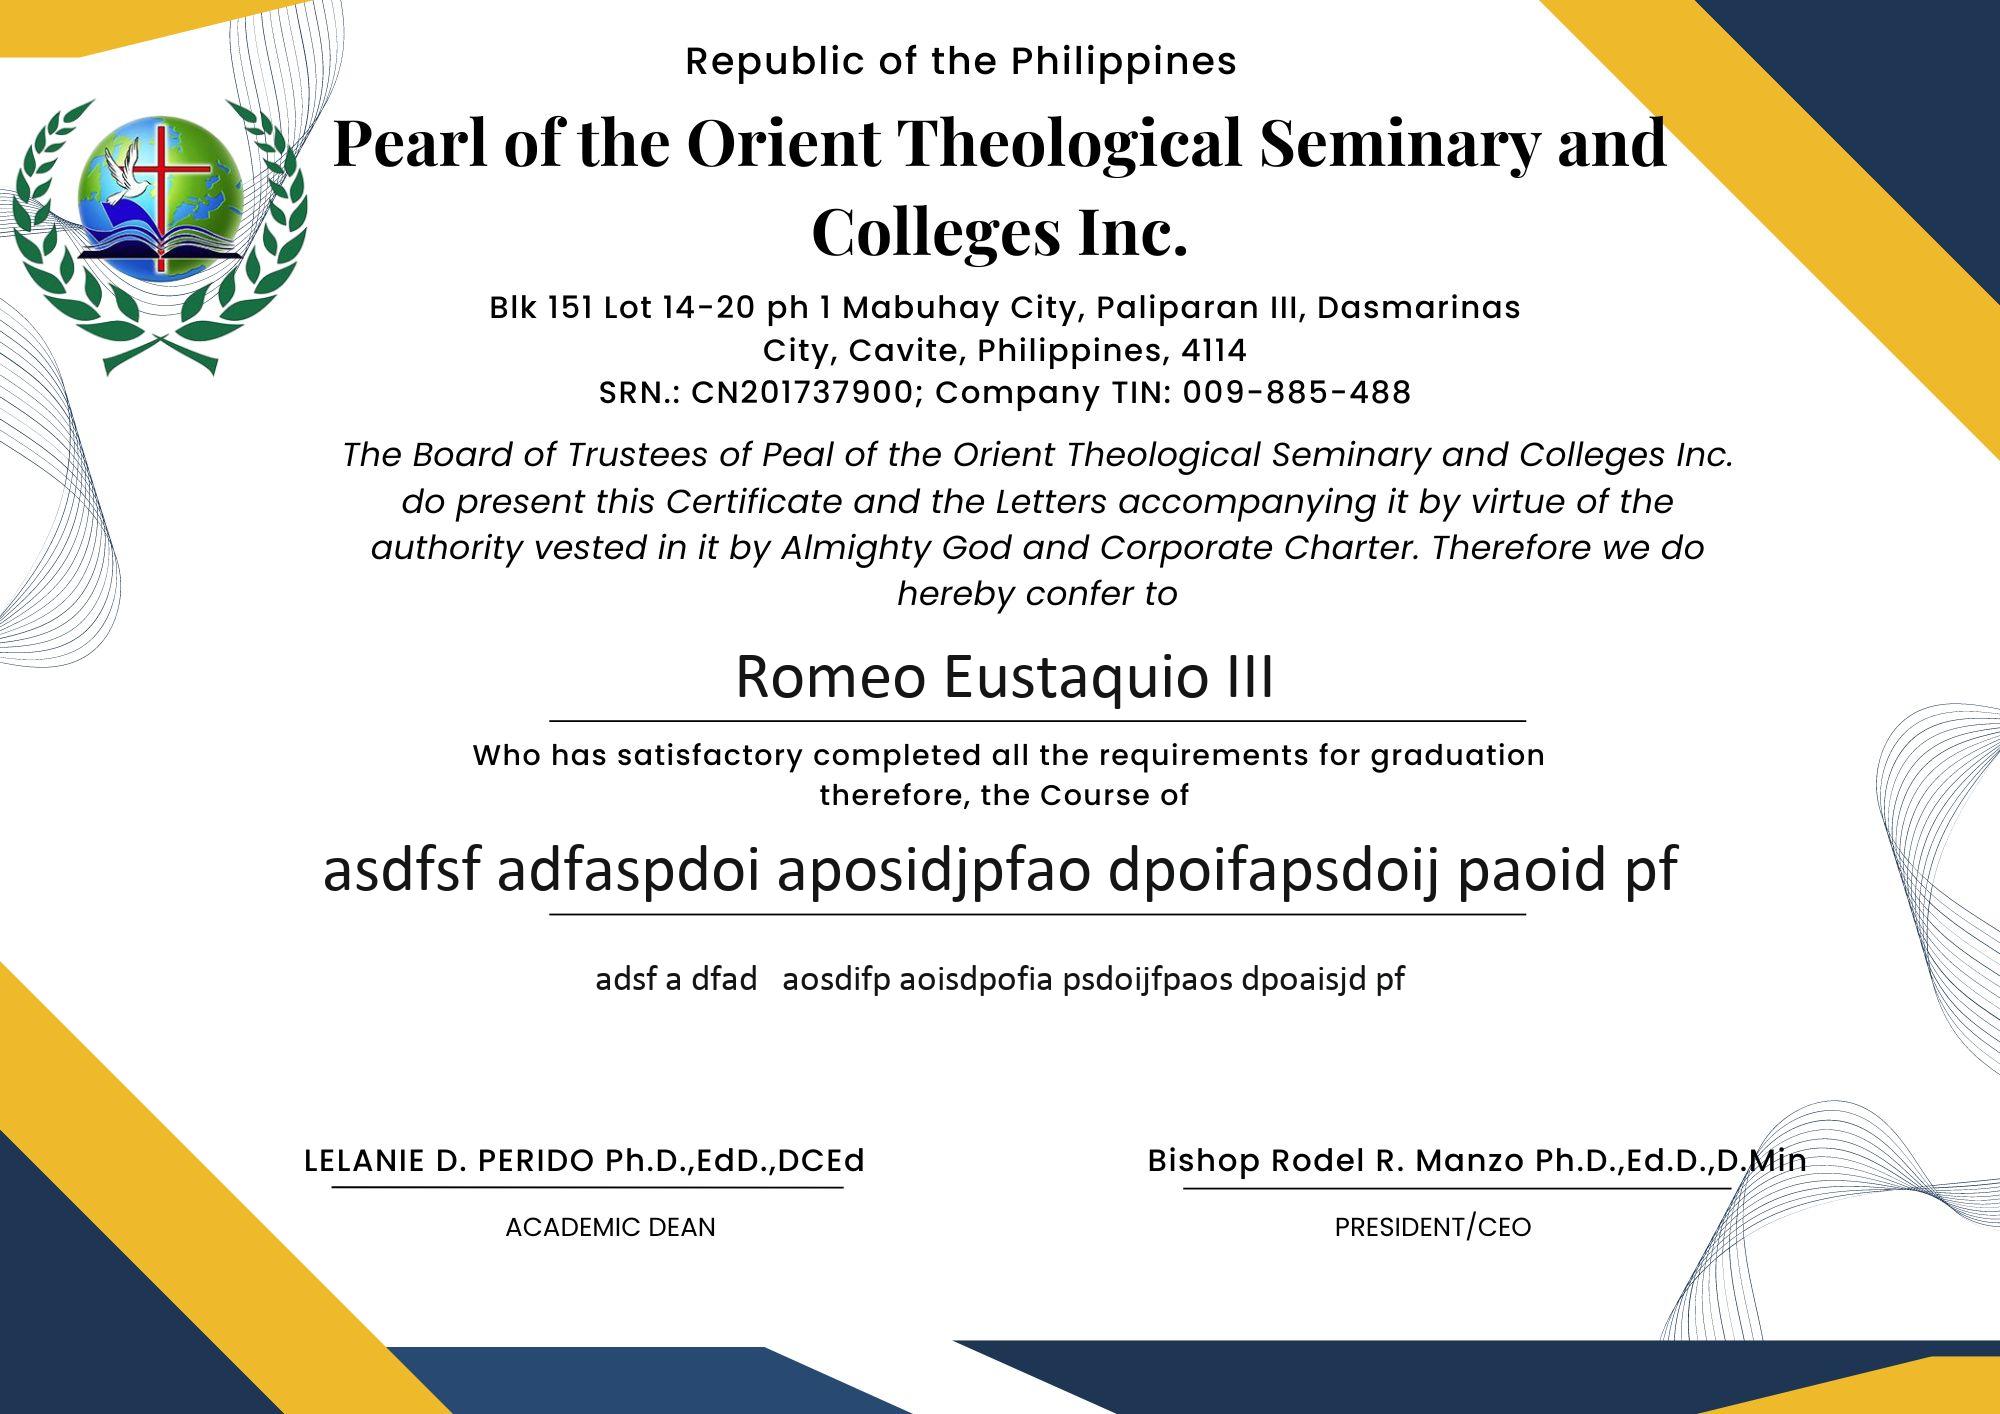 Republic of the Philippines
Pearl of the Orient Theological Seminary and
Colleges Inc.
Blk 151 Lot 14-20 ph 1 Mabuhay City, Paliparan III, Dasmarinas
City, Cavite, Philippines, 4114
SRN.: CN201737900; Company TIN: 009-885-488
The Board of Trustees of Peal of the Orient Theological Seminary and Colleges Inc.
do present this Certificate and the Letters accompanying it by virtue of the
authority vested in it by Almighty God and Corporate Charter. Therefore we do
hereby confer to
Romeo Eustaquio III
Who has satisfactory completed all the requirements for graduation
therefore, the Course of
asdfsf adfaspdoi aposidjpfao dpoifapsdoij paoid pf
adsf a dfad   aosdifp aoisdpofia psdoijfpaos dpoaisjd pf
LELANIE D. PERIDO Ph.D.,EdD.,DCEd
ACADEMIC DEAN
Bishop Rodel R. Manzo Ph.D.,Ed.D.,D.Min
PRESIDENT/CEO